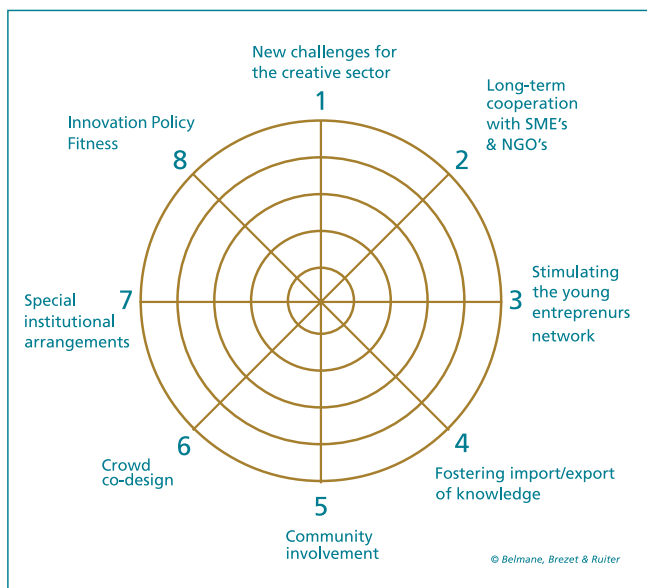 New challenges for
the creative sector
1
Long-term
cooperation
with SME's
& NGO's
2
Stimulating
the young
entreprenurs
network
3
4
Fostering import/export
of knowledge
5
Community
involvement
6
Crowd
co-design
7
Special
institutional
arrangements
Innovation Policy
Fitness
8
© Belmane, Brezet & Ruiter